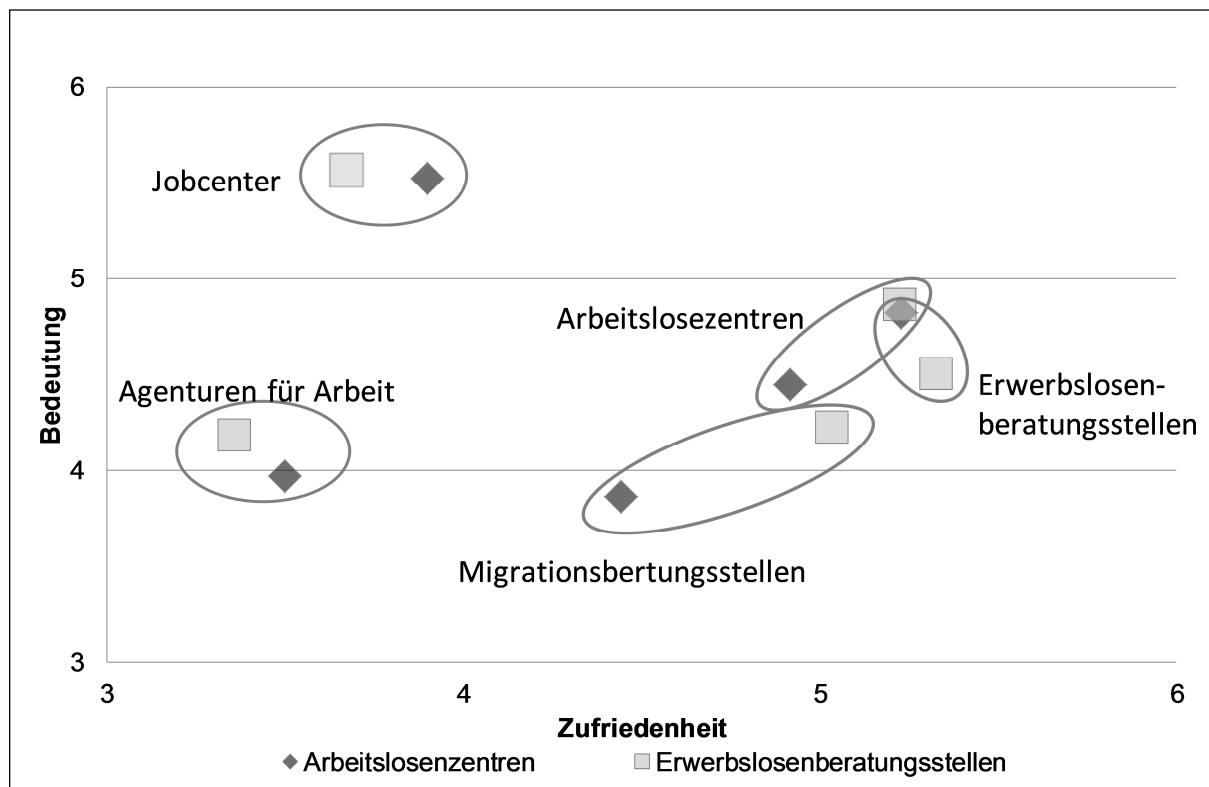 6
Jobcenter
5
Arbeitslosezentren
Bedeutung
Agenturen für Arbeit
Erwerbslosen-
beratungsstellen
4
Migrationsbertungsstellen
3
3 4 5 6
Zufriedenheit
Arbeitslosenzentren Erwerbslosenberatungsstellen